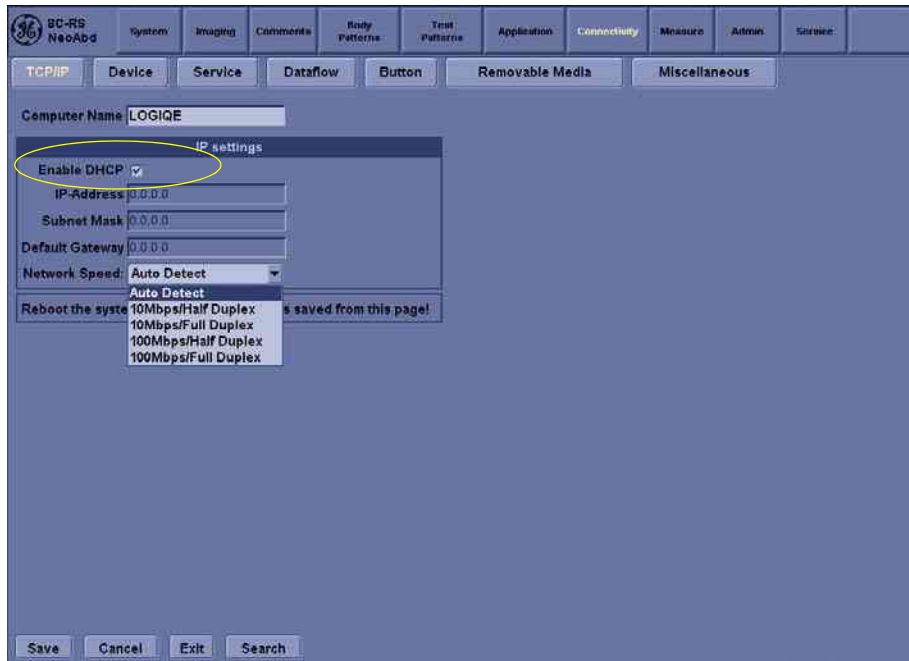 GE 8C-RS
NeoAbd
System
Imaging
Comments
Body
Patterns
Test
Patterns
Application
Connectivity
Measure
Admin
Service
TCP/IP
Device
Service
Dataflow
Button
Removable Media
Miscellaneous
Computer Name LOGIQE
IP settings
Enable DHCP
IP-Address 0.0.0.0
Subnet Mask 0.0.0.0
Default Gateway 0.0.0.0
Network Speed: Auto Detect
Auto Detect
Reboot the syste 10Mbps/Half Duplex s saved from this page!
10Mbps/Full Duplex
100Mbps/Half Duplex
100Mbps/Full Duplex
Save
Cancel
Exit
Search